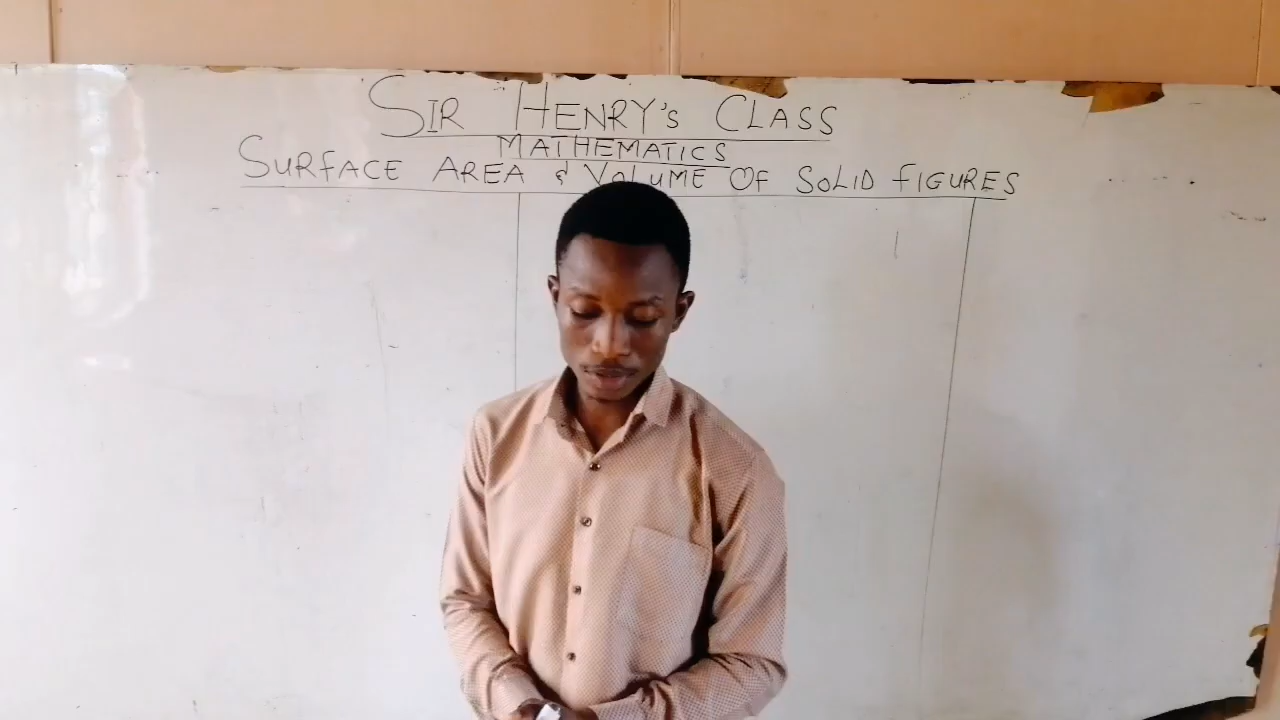 SIR HENRY'S CLASS
MATHEMATICS
SURFACE AREA & VOLUME OF SOLID FIGURES